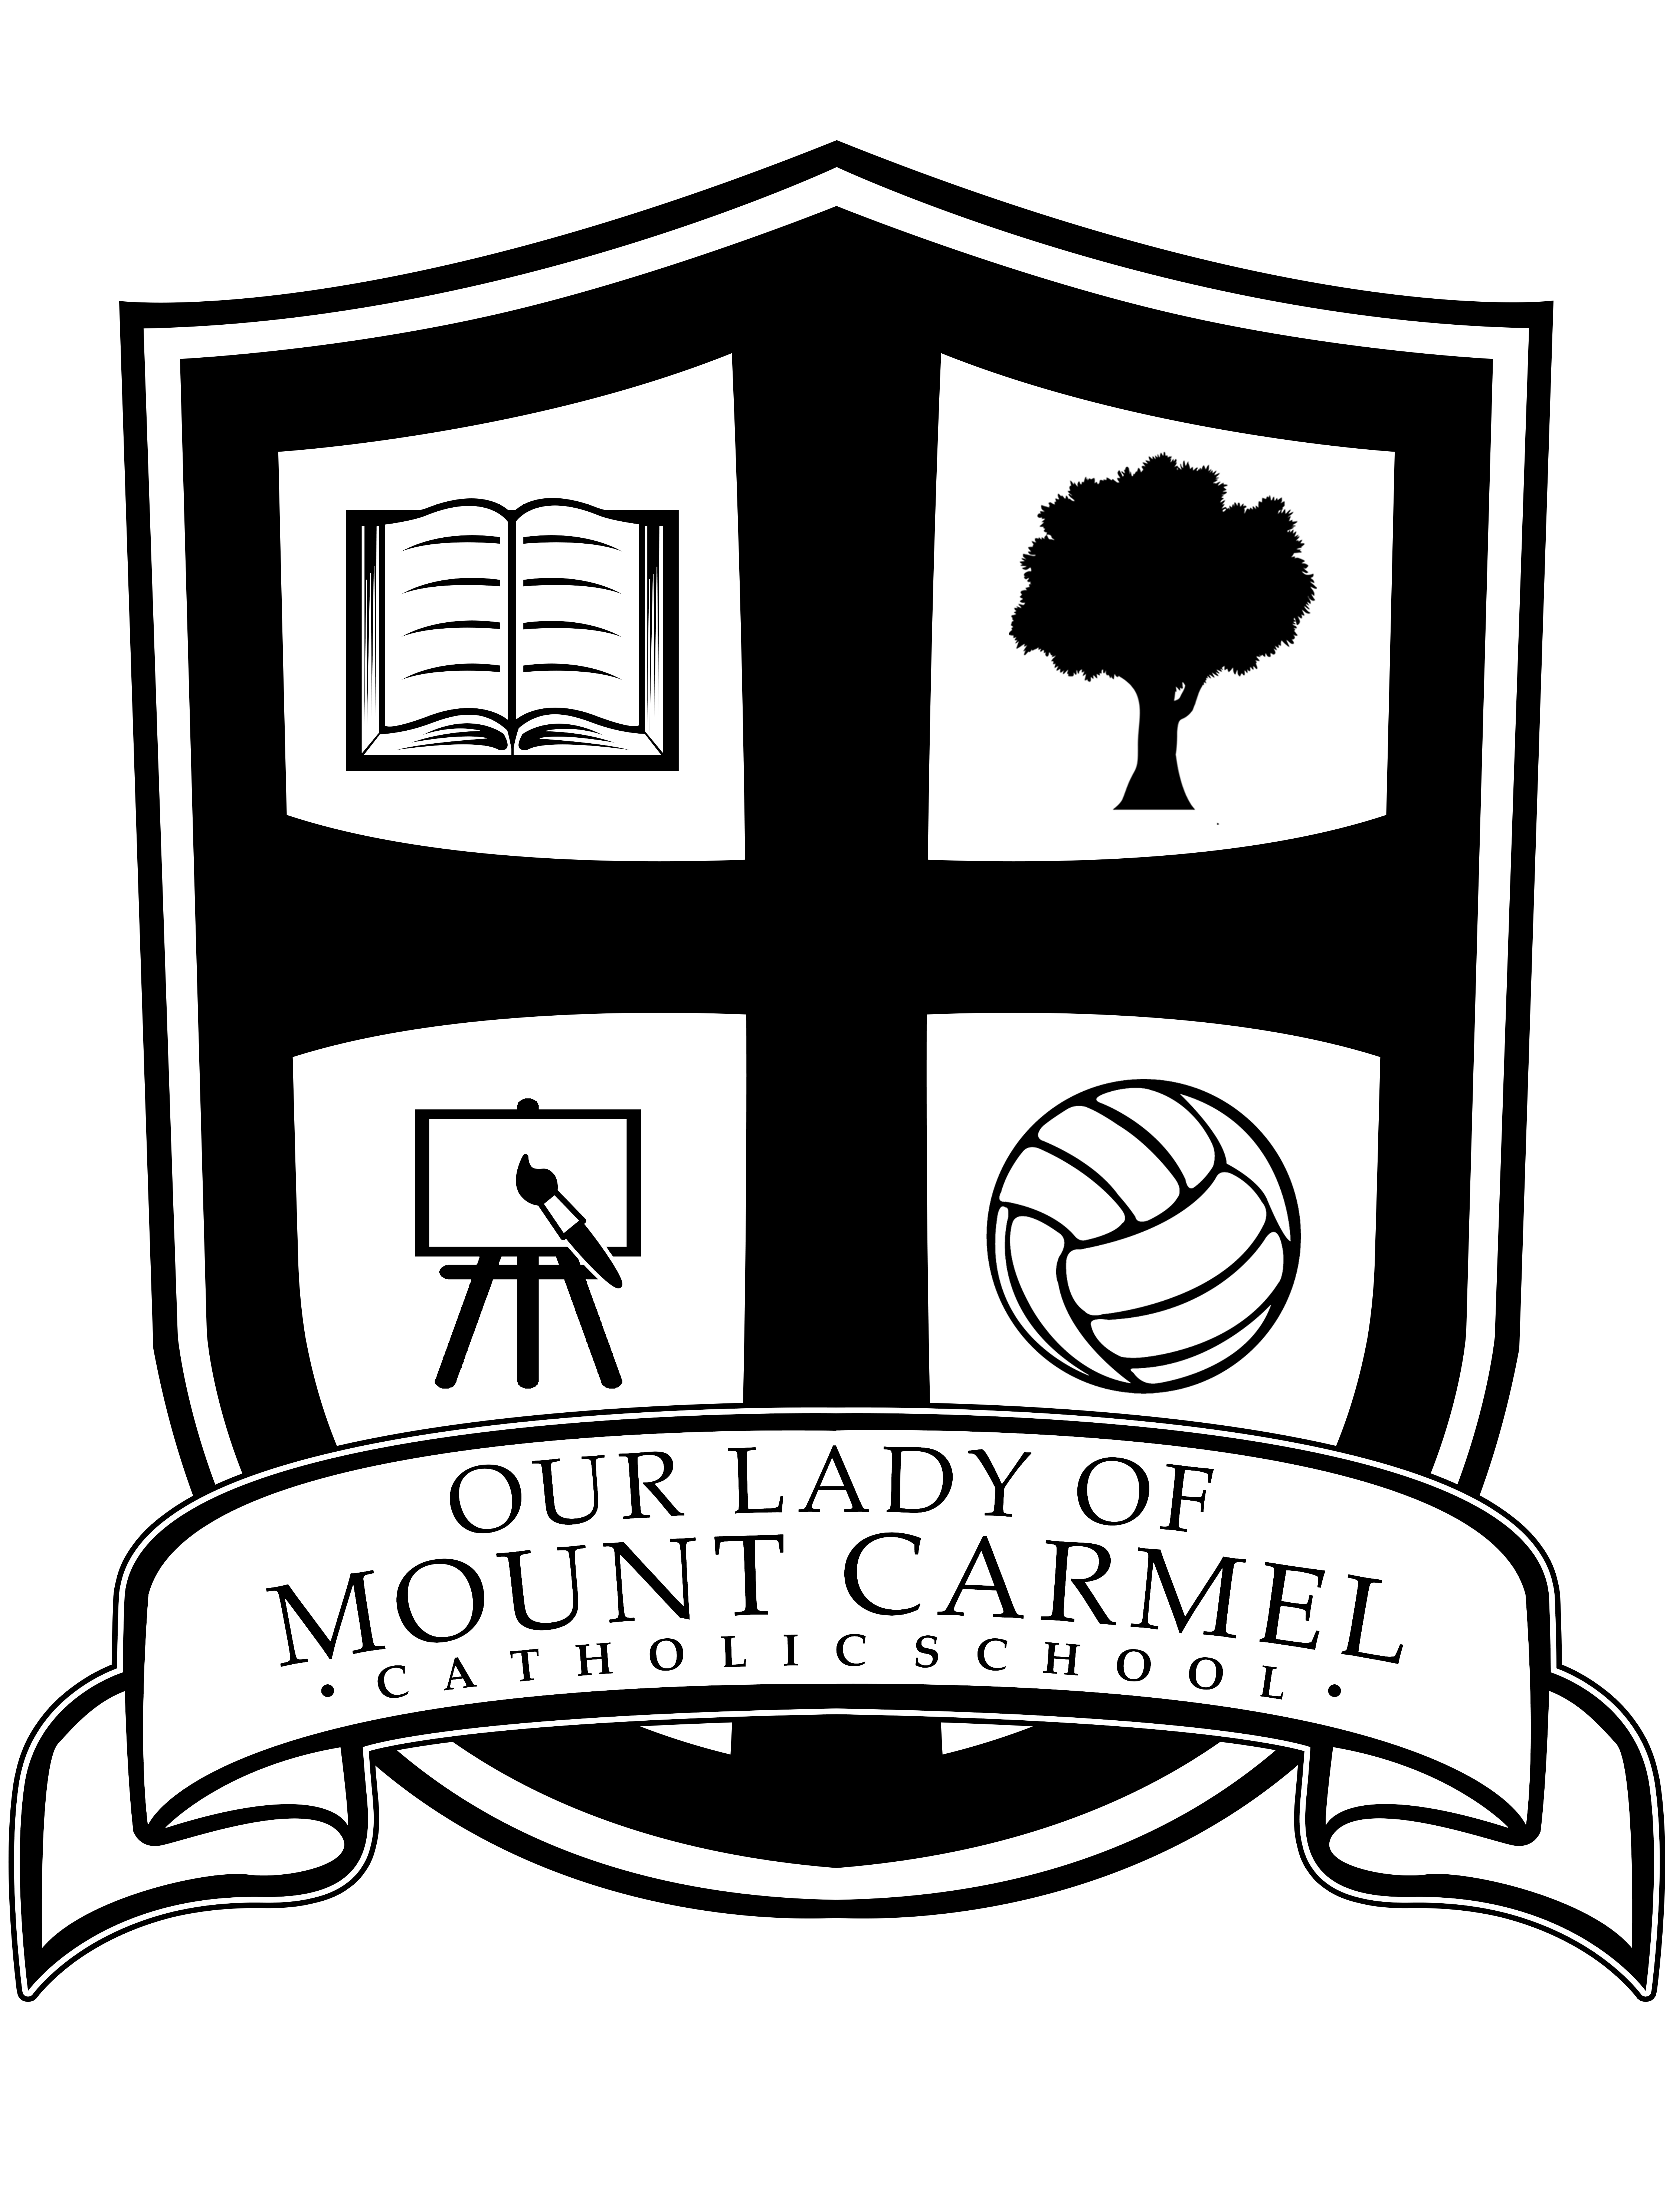 OUR LADY OF
MOUNT CARMEL
• CATHOLIC SCHOOL •